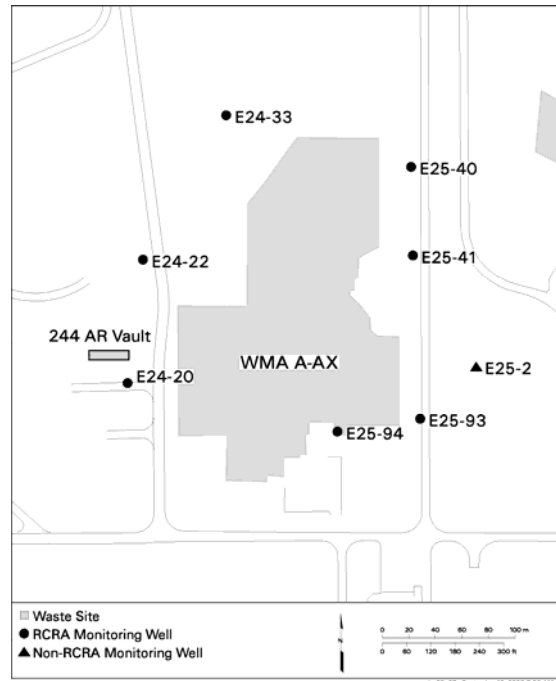 E24-33
E25-40
E24-22
E25-41
244 AR Vault
WMA A-AX
E25-2
E24-20
E25-93
E25-94
Waste Site
RCRA Monitoring Well
Non-RCRA Monitoring Well
N
0 20 40 60 80 100 m
0 60 120 180 240 300 ft